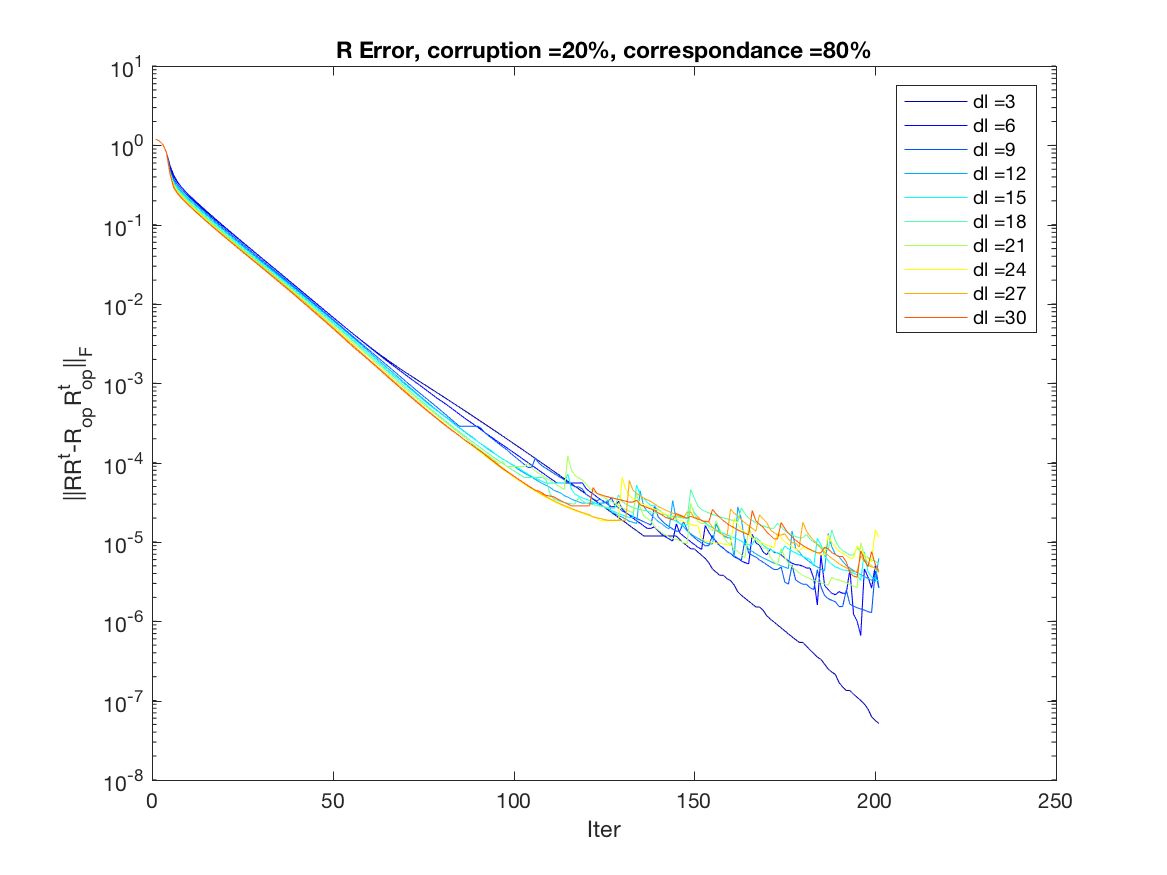 R Error, corruption =20%, correspondance =80%
10^1
10^0
10^-1
10^-2
10^-3
10^-4
10^-5
10^-6
10^-7
10^-8
||RR^t-R_op R^t_op||_F
0 50 100 150 200 250
Iter
dl =3
dl =6
dl =9
dl =12
dl =15
dl =18
dl =21
dl =24
dl =27
dl =30